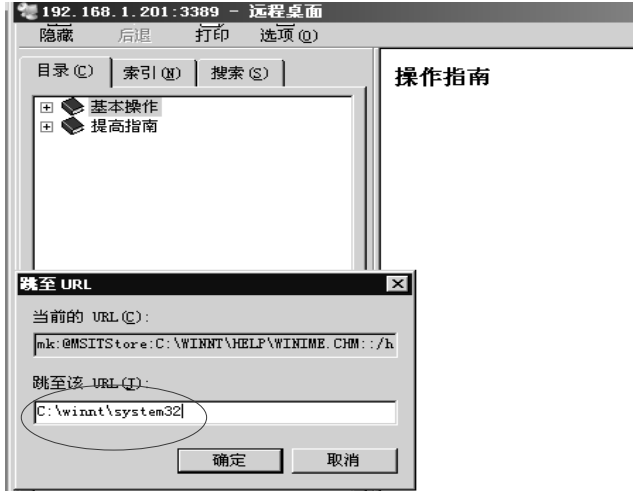 192.168.1.201:3389 - 远程桌面
隐藏 后退 打印 选项(O)
目录(C) 索引(N) 搜索(S)
操作指南
基本操作
提高指南
跳至 URL
当前的 URL(C):
mk:@MSITStore:C:\WINNT\HELP\WINIME.CHM::/h
跳至该 URL(J):
C:\winnt\system32
确定 取消